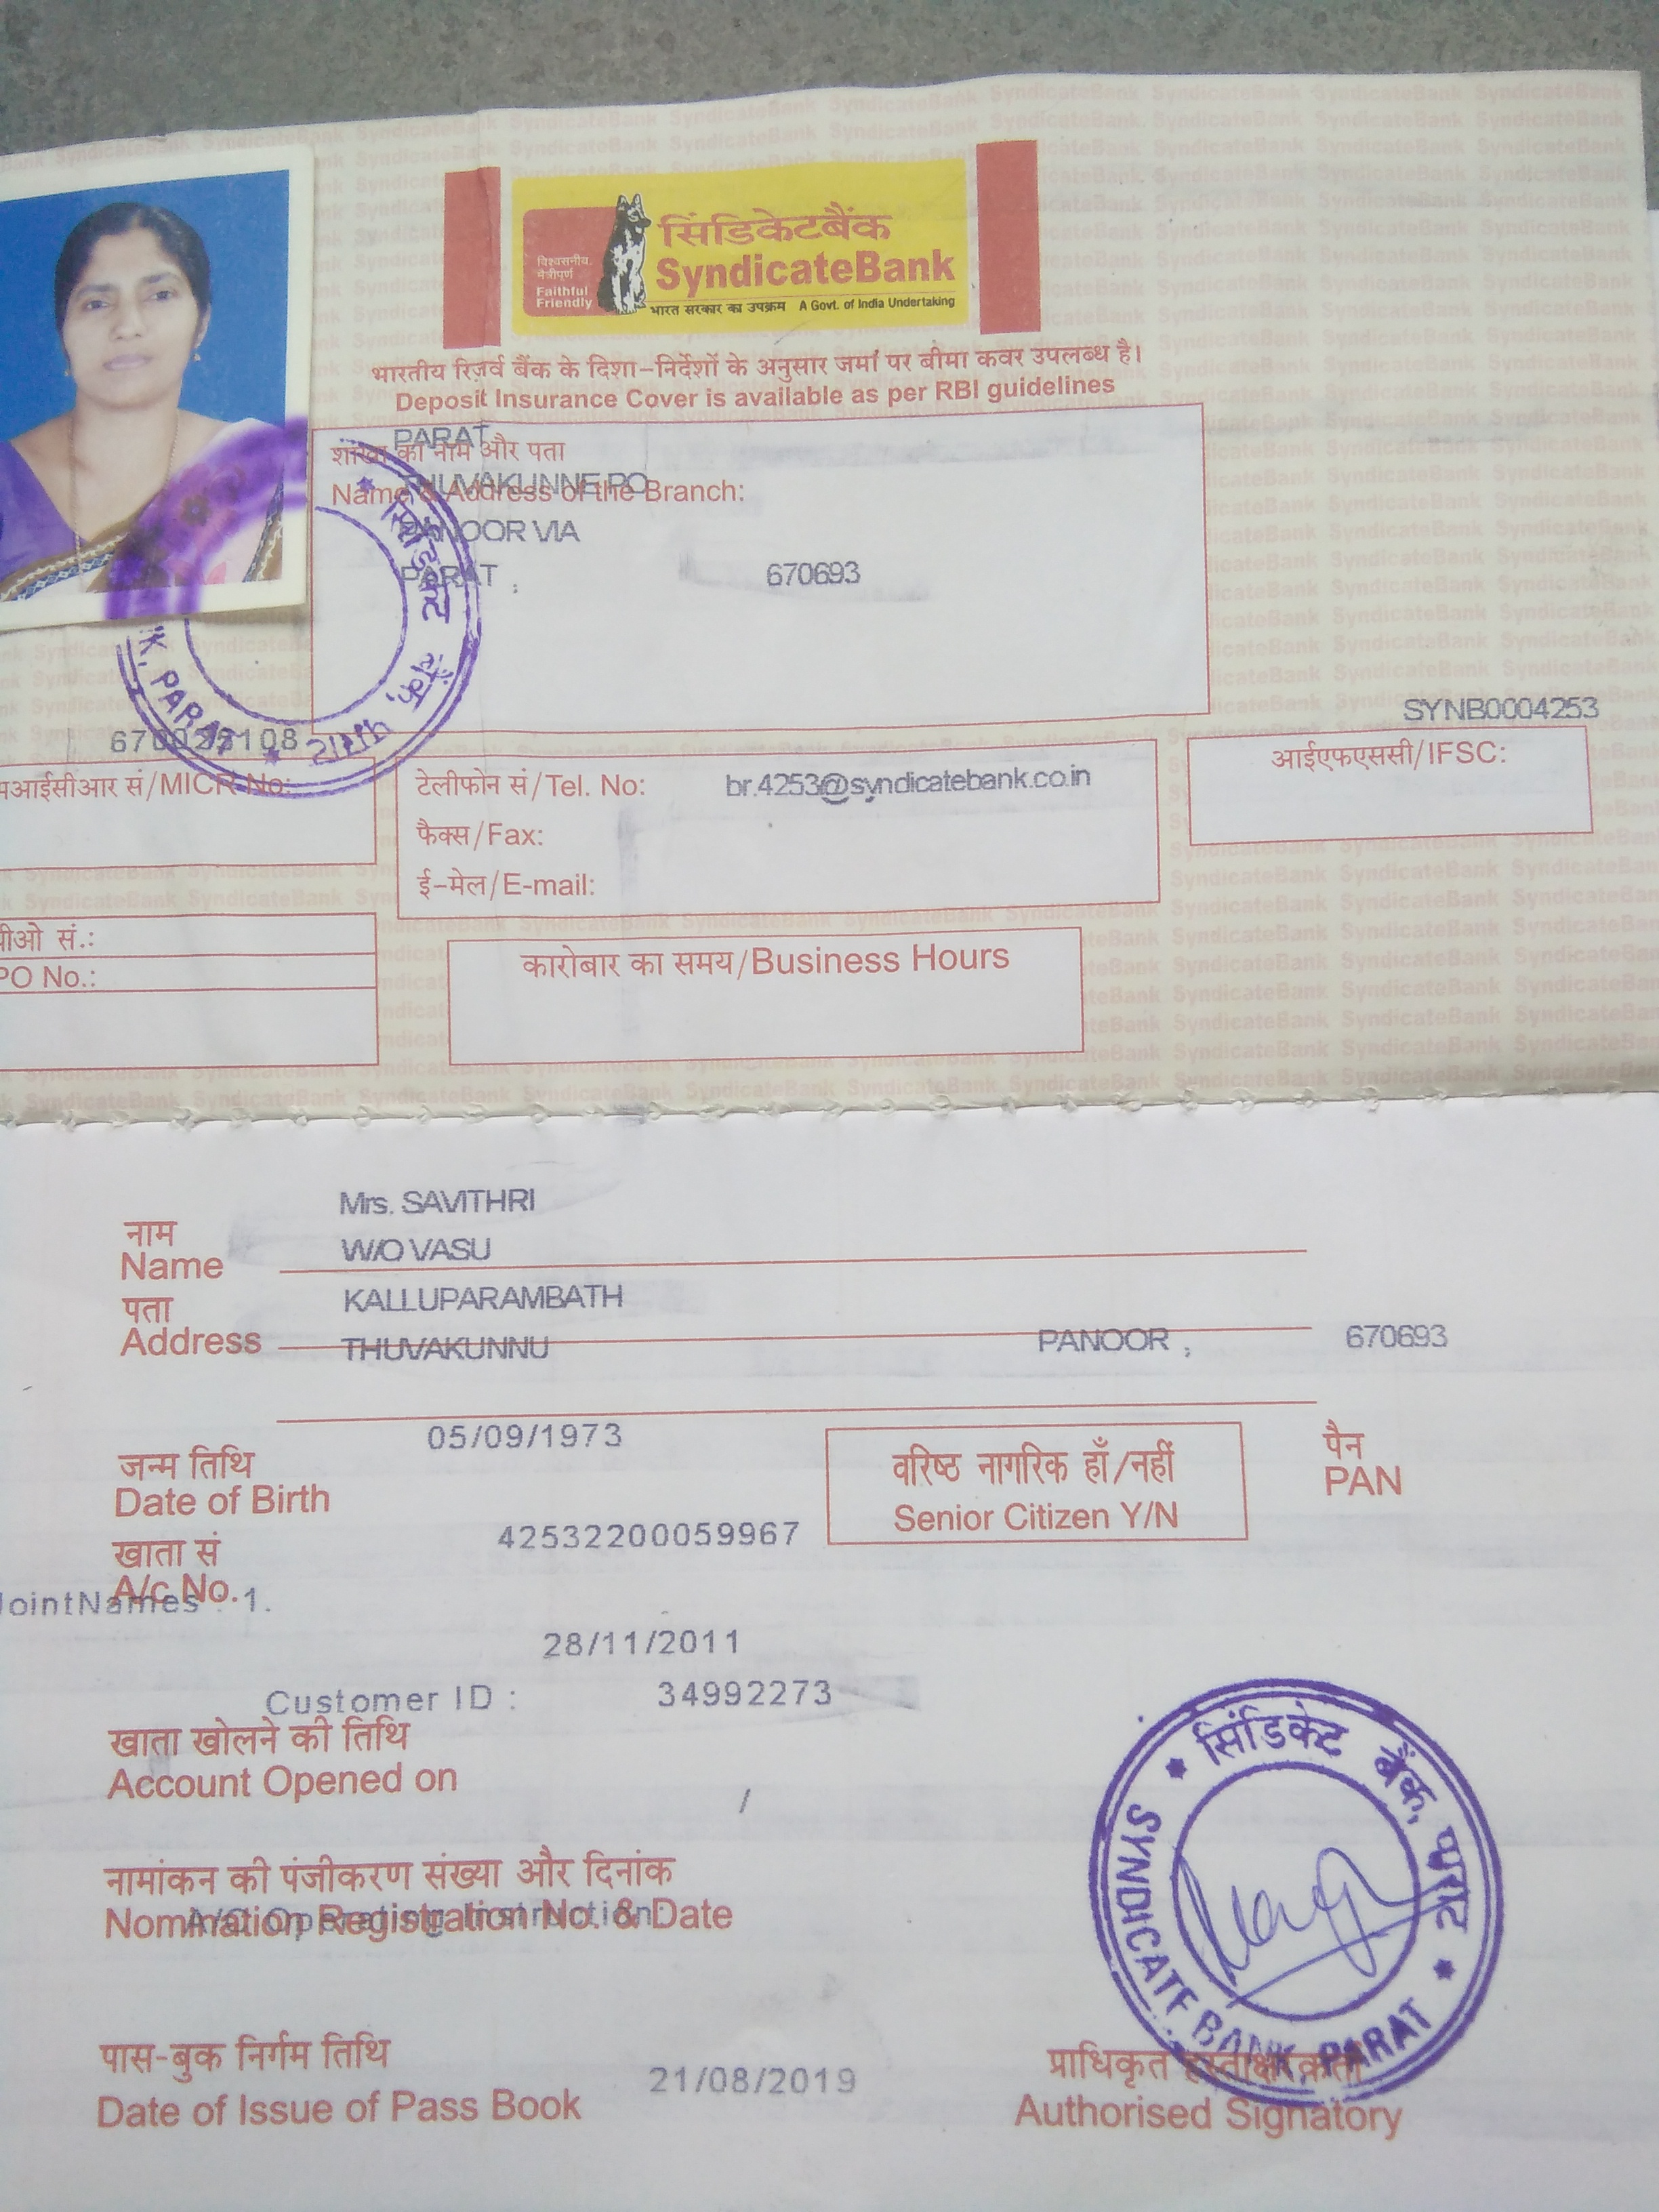 विश्वसनीय
मैत्रीपूर्ण
Faithful
Friendly
सिंडिकेटबैंक
SyndicateBank
भारत सरकार का उपक्रम A Govt. of India Undertaking
भारतीय रिज़र्व बैंक के दिशा-निर्देशों के अनुसार जमा पर बीमा कवर उपलब्ध है।
Deposit Insurance Cover is available as per RBI guidelines
PARAT
शाखा का नाम और पता
THUVAKUNNE PO
Name & Address of the Branch:
PANOOR VIA
PARAT , 670693
सिंडिकेट बैंक, पराट
PARAT
SYNB0004253
आईएफएससी/IFSC:
MICR No:
टेलीफोन सं/Tel. No: br.4253@syndicatebank.co.in
फैक्स/Fax:
ई-मेल/E-mail:
सं.:
PO No.:
कारोबार का समय/Business Hours
Mrs. SAVITHRI
नाम
Name
W/O VASU
पता
KALLUPARAMBATH
Address
THUVAKUNNU PANOOR , 670693
05/09/1973
जन्म तिथि
Date of Birth
वरिष्ठ नागरिक हाँ/नहीं
Senior Citizen Y/N
पैन
PAN
42532200059967
खाता सं
A/c No.
JointNames : 1.
28/11/2011
Customer ID : 34992273
खाता खोलने की तिथि
Account Opened on
/
नामांकन की पंजीकरण संख्या और दिनांक
Nomination Registration No. & Date
A/C Operating Instruction
सिंडिकेट बैंक, पराट
SYNDICATE BANK, PARAT
पास-बुक निर्गम तिथि
Date of Issue of Pass Book 21/08/2019
प्राधिकृत हस्ताक्षरकर्ता
Authorised Signatory